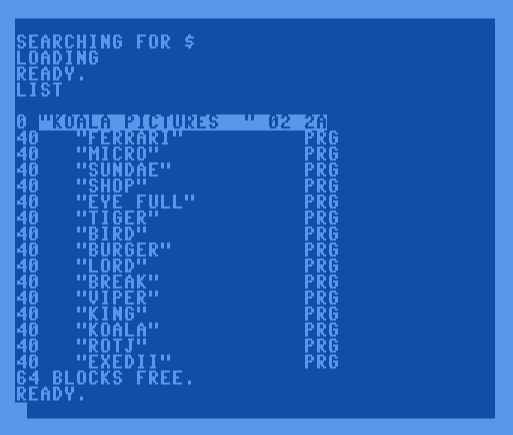 SEARCHING FOR $
LOADING
READY.
LIST
0 "KOALA PICTURES  " 02 2A
40   "FERRARI"          PRG
40   "MICRO"            PRG
40   "SUNDAE"           PRG
40   "SHOP"             PRG
40   "EYE FULL"         PRG
40   "TIGER"            PRG
40   "BIRD"             PRG
40   "BURGER"           PRG
40   "LORD"             PRG
40   "BREAK"            PRG
40   "VIPER"            PRG
40   "KING"             PRG
40   "KOALA"            PRG
40   "ROTJ"             PRG
40   "EXEDII"           PRG
64 BLOCKS FREE.
READY.